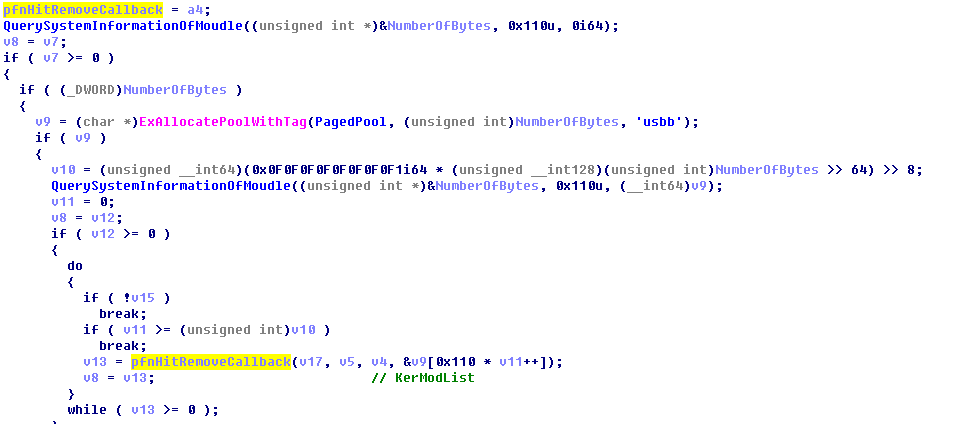 pfnHitRemoveCallback = a4;
QuerySystemInformationOfMoudle((unsigned int *)&NumberOfBytes, 0x110u, 0i64);
v8 = v7;
if ( v7 >= 0 )
{
if ( (_DWORD)NumberOfBytes )
{
v9 = (char *)ExAllocatePoolWithTag(PagedPool, (unsigned int)NumberOfBytes, 'usbb');
if ( v9 )
{
v10 = (unsigned __int64)(0x0F0F0F0F0F0F0F0F1i64 * (unsigned __int128)(unsigned int)NumberOfBytes >> 64) >> 8;
QuerySystemInformationOfMoudle((unsigned int *)&NumberOfBytes, 0x110u, (__int64)v9);
v11 = 0;
v8 = v12;
if ( v12 >= 0 )
{
do
{
if ( !v15 )
break;
if ( v11 >= (unsigned int)v10 )
break;
v13 = pfnHitRemoveCallback(v17, v5, v4, &v9[0x110 * v11++]);
v8 = v13; // KerModList
}
while ( v13 >= 0 );